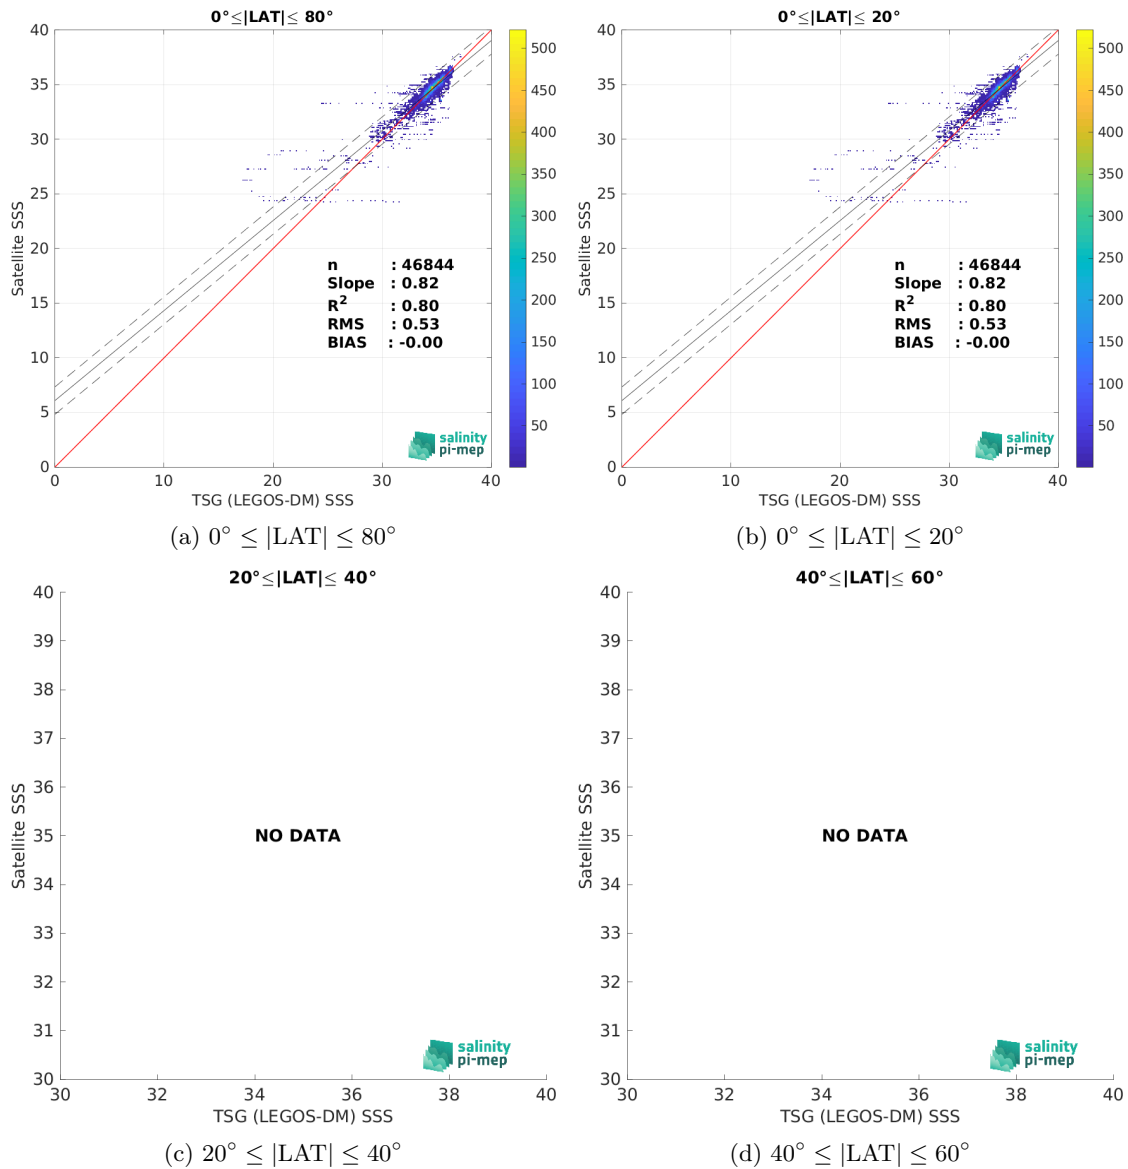 0°≤|LAT|≤ 80°
40
35
30
25
20
15
10
5
0
Satellite SSS
0
10
20
30
40
TSG (LEGOS-DM) SSS
n : 46844
Slope : 0.82
R² : 0.80
RMS : 0.53
BIAS : -0.00
salinity
pi-mep
500
450
400
350
300
250
200
150
100
50
(a) 0° ≤ |LAT| ≤ 80°
0°≤|LAT|≤ 20°
40
35
30
25
20
15
10
5
0
Satellite SSS
0
10
20
30
40
TSG (LEGOS-DM) SSS
n : 46844
Slope : 0.82
R² : 0.80
RMS : 0.53
BIAS : -0.00
salinity
pi-mep
500
450
400
350
300
250
200
150
100
50
(b) 0° ≤ |LAT| ≤ 20°
20°≤|LAT|≤ 40°
40
39
38
37
36
35
34
33
32
31
30
Satellite SSS
NO DATA
salinity
pi-mep
30
32
34
36
38
40
TSG (LEGOS-DM) SSS
(c) 20° ≤ |LAT| ≤ 40°
40°≤|LAT|≤ 60°
40
39
38
37
36
35
34
33
32
31
30
Satellite SSS
NO DATA
salinity
pi-mep
30
32
34
36
38
40
TSG (LEGOS-DM) SSS
(d) 40° ≤ |LAT| ≤ 60°